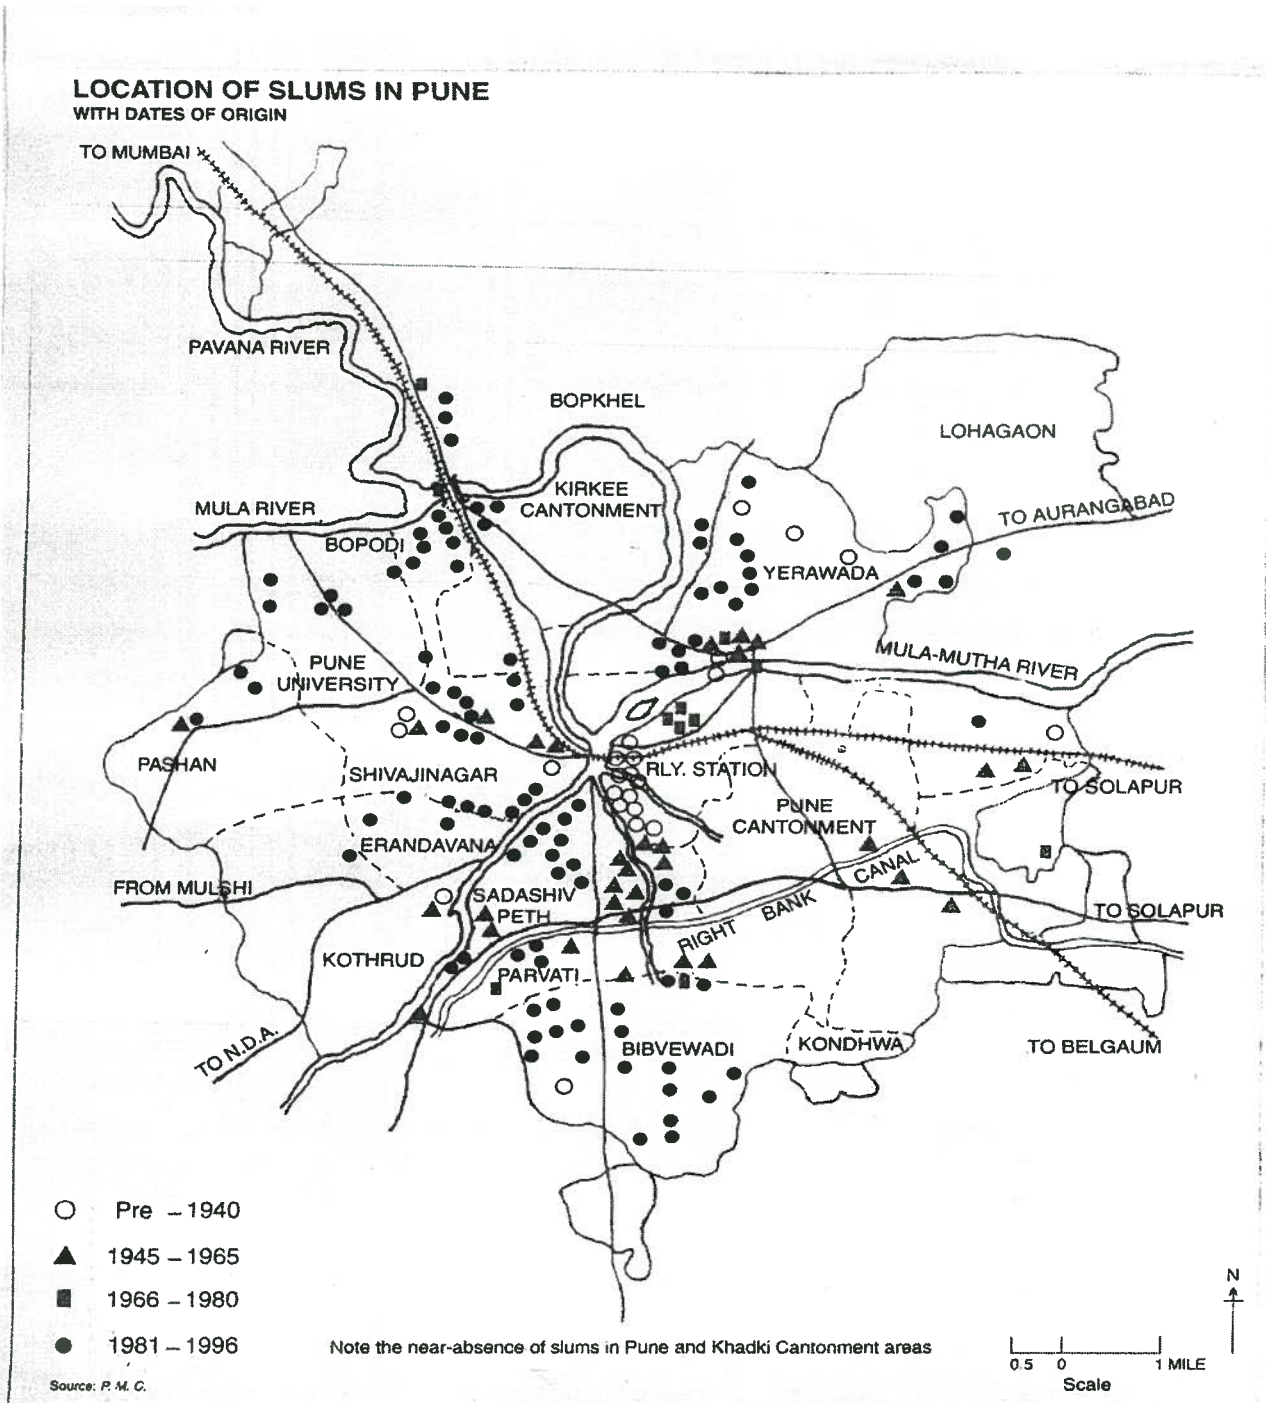 LOCATION OF SLUMS IN PUNE
WITH DATES OF ORIGIN
TO MUMBAI
PAVANA RIVER
BOPKHEL
LOHAGAON
KIRKEE
CANTONMENT
MULA RIVER
TO AURANGABAD
BOPODI
YERAWADA
MULA-MUTHA RIVER
PUNE
UNIVERSITY
PASHAN
SHIVAJINAGAR
RLY. STATION
TO SOLAPUR
PUNE
CANTONMENT
ERANDAVANA
FROM MULSHI
SADASHIV
PETH
RIGHT BANK CANAL
TO SOLAPUR
KOTHRUD
PARVATI
TO N.D.A.
BIBVEWADI
KONDHWA
TO BELGAUM
Pre – 1940
1945 – 1965
1966 – 1980
1981 – 1996
Note the near-absence of slums in Pune and Khadki Cantonment areas
N
0.5 0 1 MILE
Scale
Source: P. M. C.